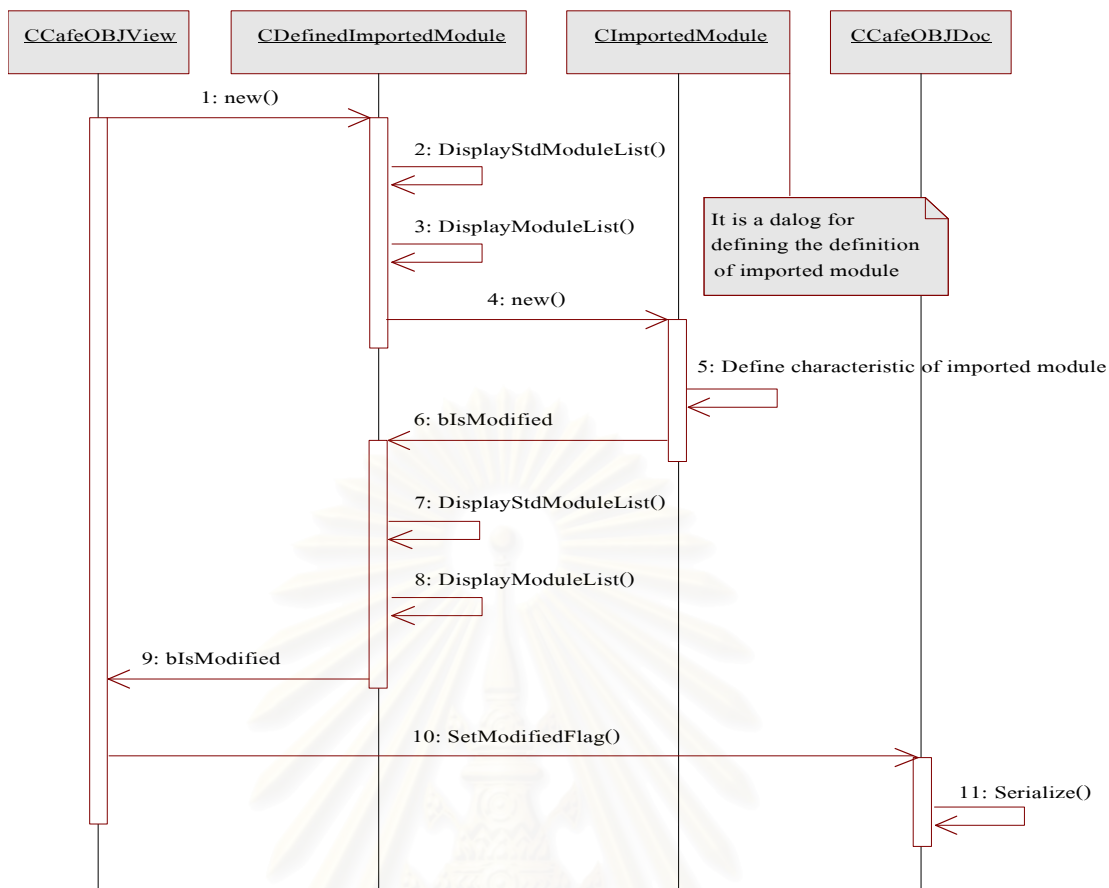 CCafeOBJView
CDefinedImportedModule
CImportedModule
CCafeOBJDoc
1: new()
2: DisplayStdModuleList()
It is a dalog for
defining the definition
of imported module
3: DisplayModuleList()
4: new()
5: Define characteristic of imported module
6: bIsModified
7: DisplayStdModuleList()
8: DisplayModuleList()
9: bIsModified
10: SetModifiedFlag()
11: Serialize()